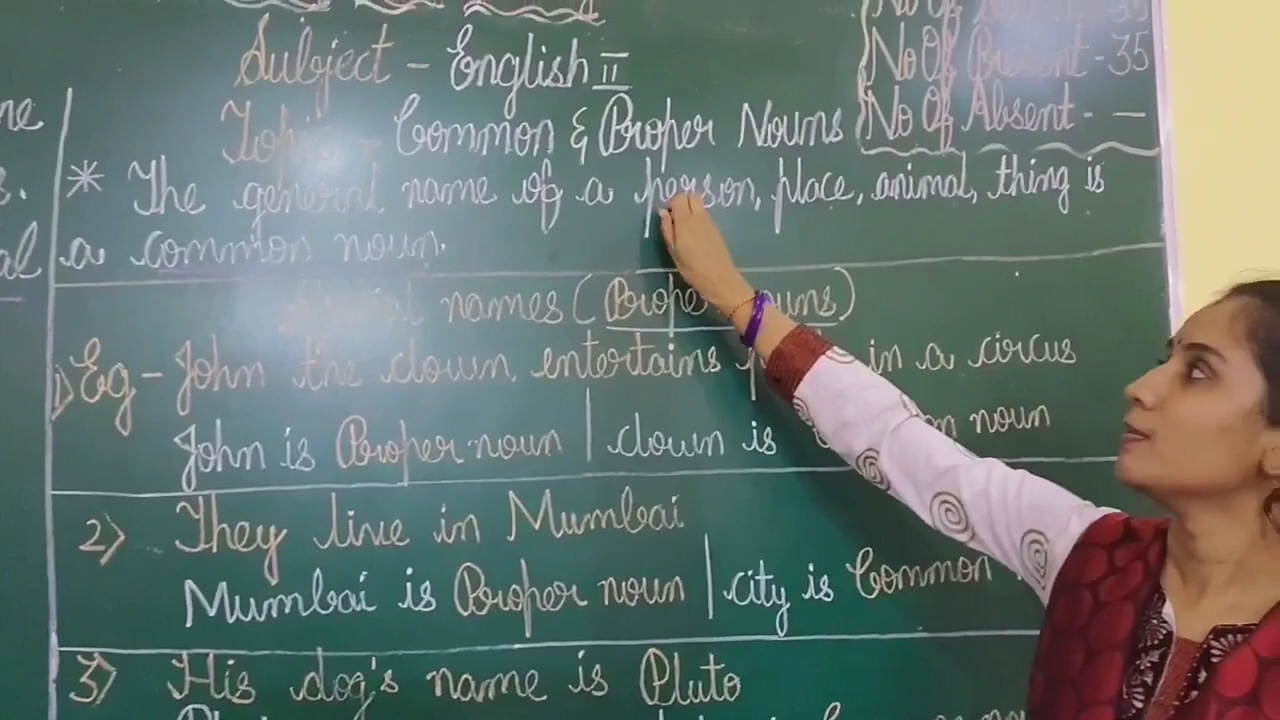 Subject - English II
No Of Present - 35
Topic - Common & Proper Nouns
No Of Absent - —
* The general name of a person, place, animal, thing is
a common noun.
names (Proper Nouns)
1) Eg - John the clown, entertains in a circus
John is Proper noun | clown is noun
2) They live in Mumbai
Mumbai is Proper noun | city is Common
3) His dog's name is Pluto